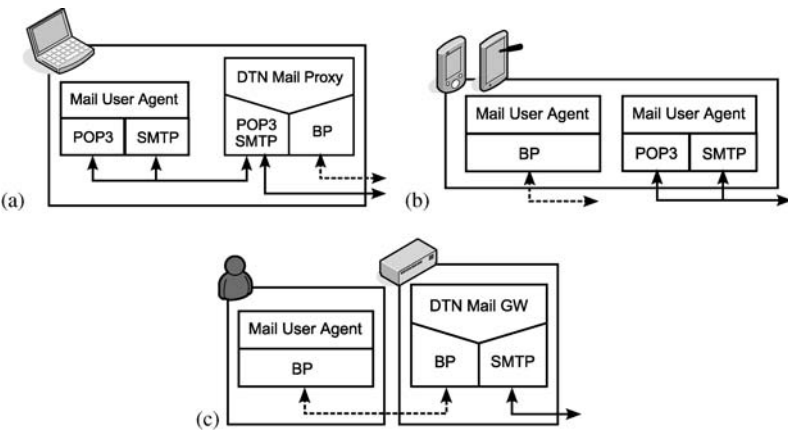 DTN Mail Proxy
Mail User Agent
POP3
SMTP
POP3
SMTP
BP
(a)
Mail User Agent
BP
Mail User Agent
POP3
SMTP
(b)
Mail User Agent
BP
DTN Mail GW
BP
SMTP
(c)